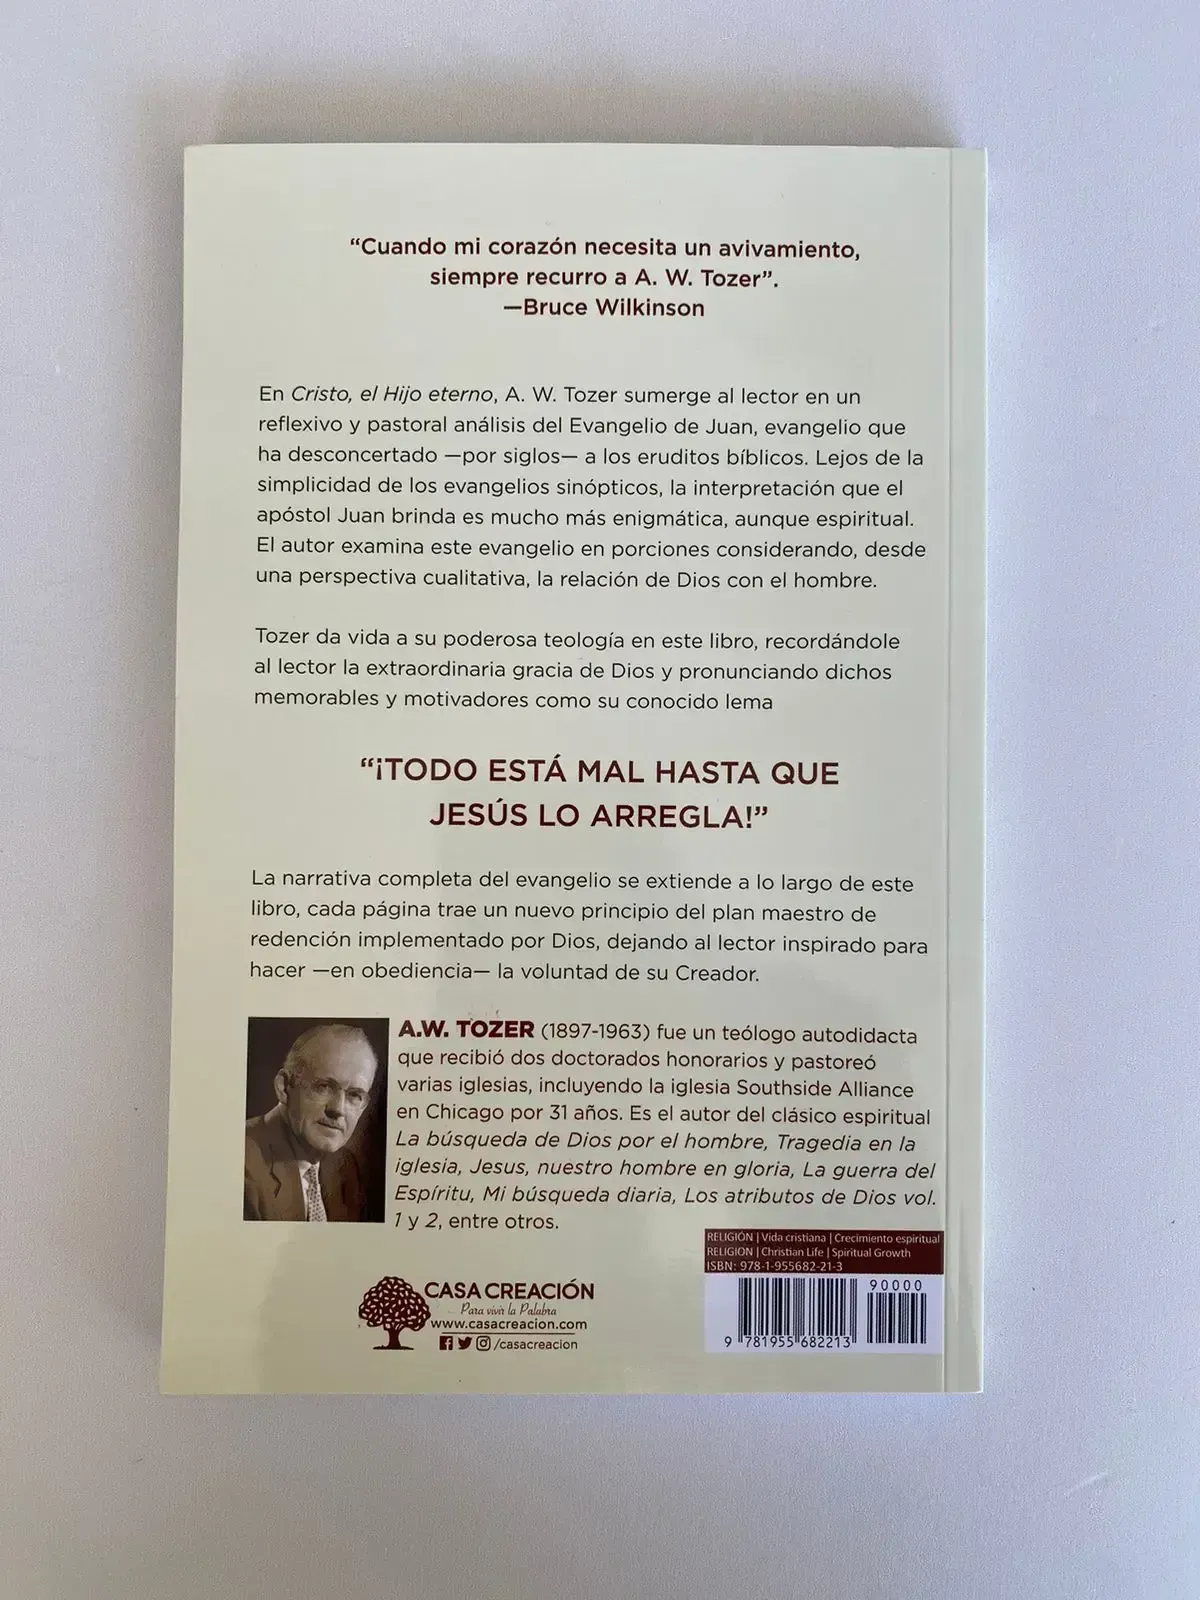 “Cuando mi corazón necesita un avivamiento,
siempre recurro a A. W. Tozer”.
—Bruce Wilkinson
En Cristo, el Hijo eterno, A. W. Tozer sumerge al lector en un
reflexivo y pastoral análisis del Evangelio de Juan, evangelio que
ha desconcertado —por siglos— a los eruditos bíblicos. Lejos de la
simplicidad de los evangelios sinópticos, la interpretación que el
apóstol Juan brinda es mucho más enigmática, aunque espiritual.
El autor examina este evangelio en porciones considerando, desde
una perspectiva cualitativa, la relación de Dios con el hombre.
Tozer da vida a su poderosa teología en este libro, recordándole
al lector la extraordinaria gracia de Dios y pronunciando dichos
memorables y motivadores como su conocido lema
“¡TODO ESTÁ MAL HASTA QUE
JESÚS LO ARREGLA!”
La narrativa completa del evangelio se extiende a lo largo de este
libro, cada página trae un nuevo principio del plan maestro de
redención implementado por Dios, dejando al lector inspirado para
hacer —en obediencia— la voluntad de su Creador.
A.W. TOZER (1897-1963) fue un teólogo autodidacta
que recibió dos doctorados honorarios y pastoreó
varias iglesias, incluyendo la iglesia Southside Alliance
en Chicago por 31 años. Es el autor del clásico espiritual
La búsqueda de Dios por el hombre, Tragedia en la
iglesia, Jesus, nuestro hombre en gloria, La guerra del
Espíritu, Mi búsqueda diaria, Los atributos de Dios vol.
1 y 2, entre otros.
CASA CREACIÓN
Para vivir la Palabra
www.casacreacion.com
/casacreacion
RELIGIÓN | Vida cristiana | Crecimiento espiritual
RELIGION | Christian Life | Spiritual Growth
ISBN: 978-1-955682-21-3
90000
9 781955 682213